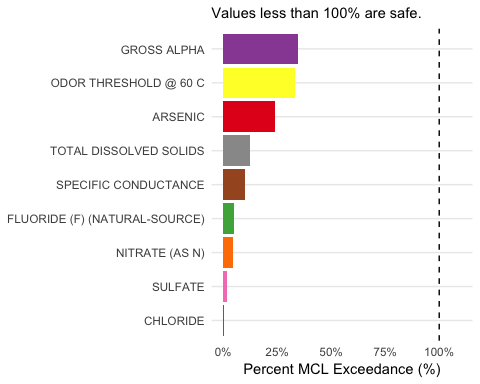 Values less than 100% are safe.
GROSS ALPHA
ODOR THRESHOLD @ 60 C
ARSENIC
TOTAL DISSOLVED SOLIDS
SPECIFIC CONDUCTANCE
FLUORIDE (F) (NATURAL-SOURCE)
NITRATE (AS N)
SULFATE
CHLORIDE
0% 25% 50% 75% 100%
Percent MCL Exceedance (%)